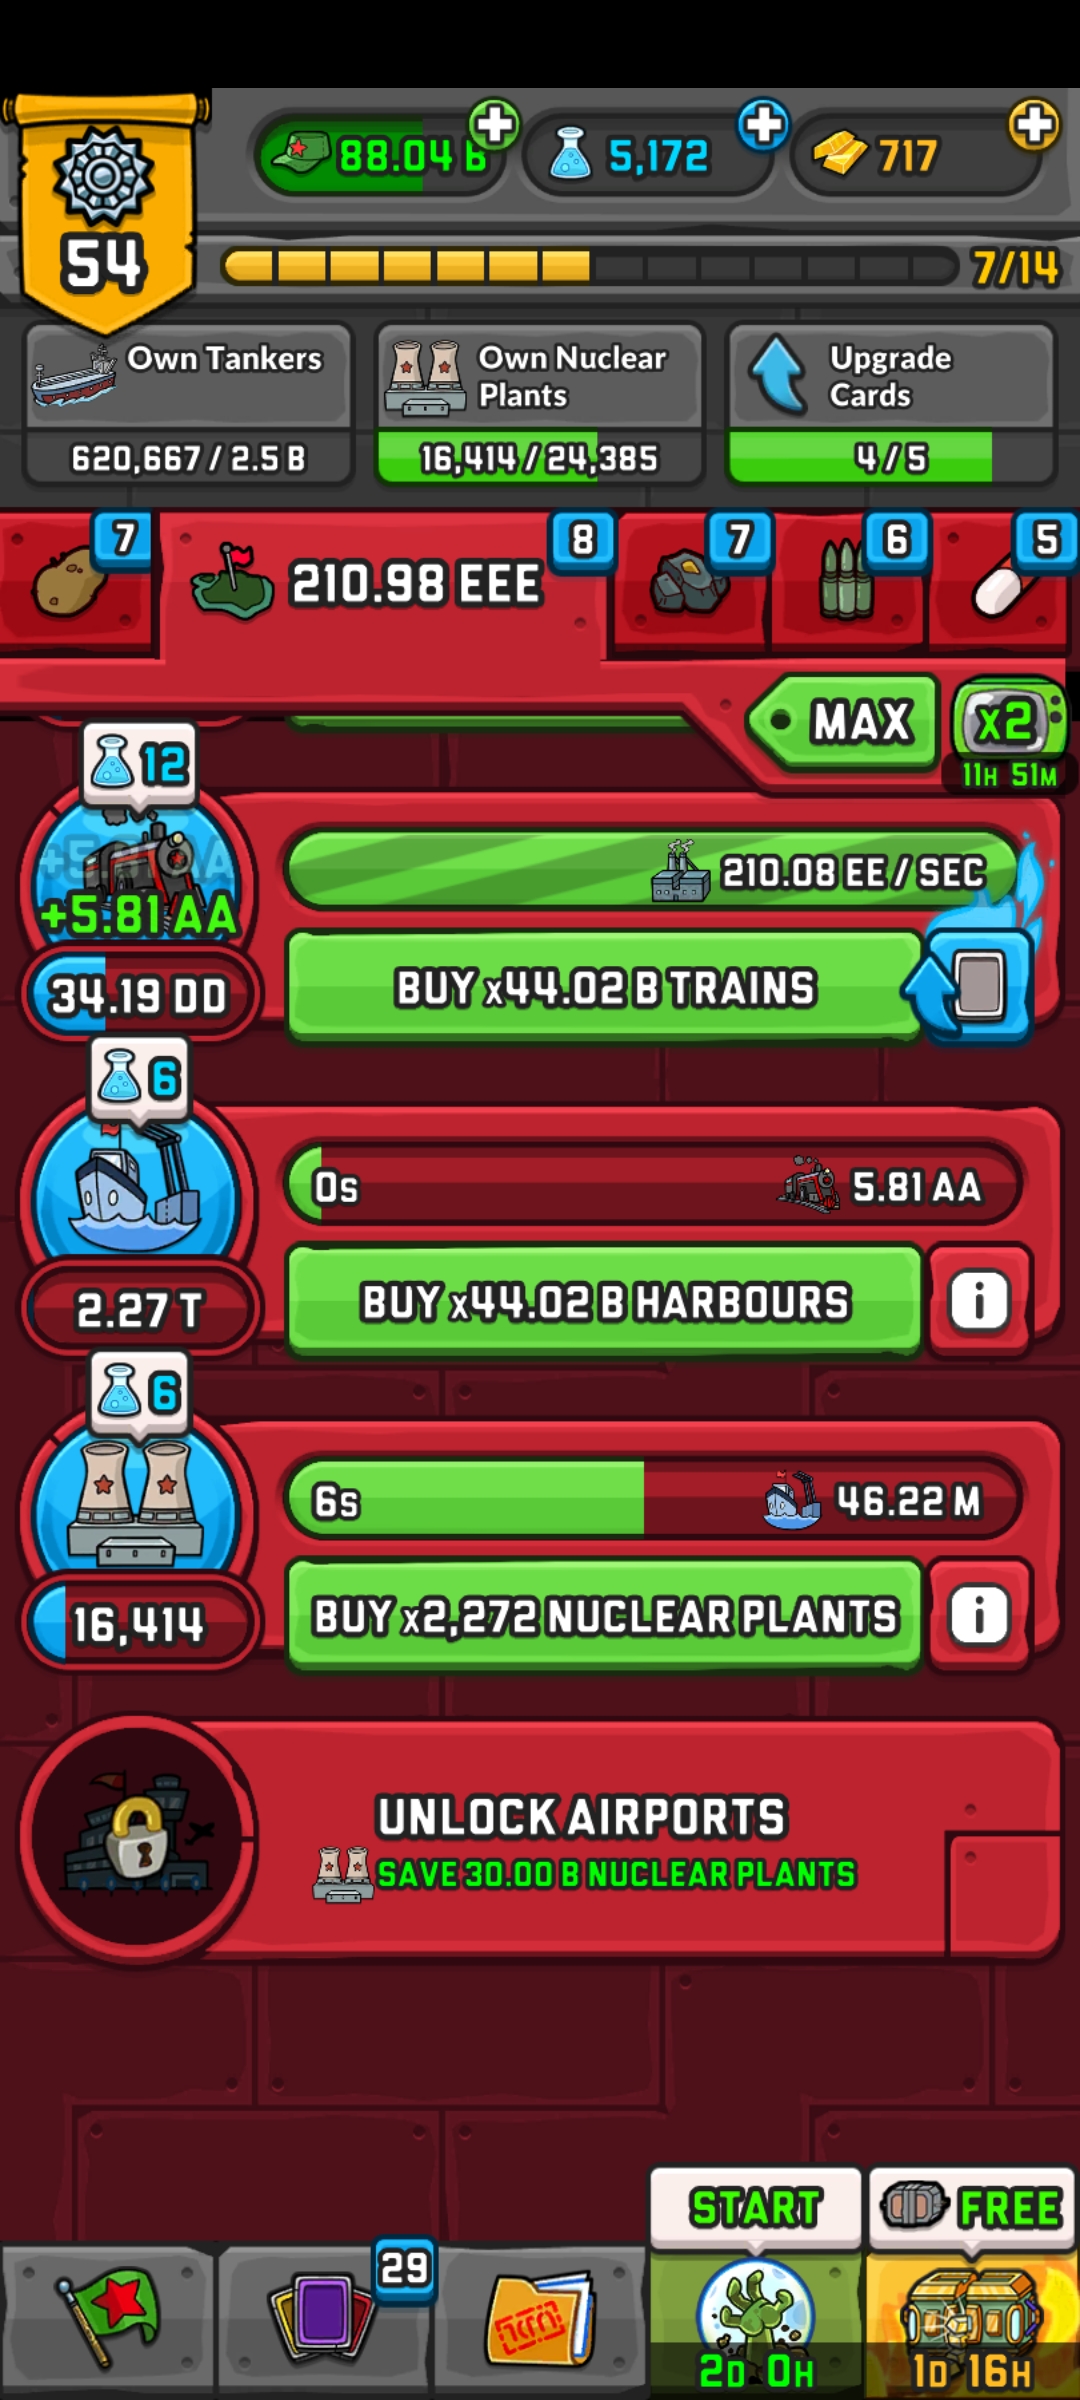 88.04 B
5,172
717
54
7/14
Own Tankers
620,667 / 2.5 B
Own Nuclear
Plants
16,414 / 24,385
Upgrade
Cards
4 / 5
7
210.98 EEE
8
7
6
5
MAX
x2
11H 51M
12
+5.81 AA
+5.81 AA
34.19 DD
210.08 EE / SEC
BUY x44.02 B TRAINS
6
2.27 T
0s
5.81 AA
BUY x44.02 B HARBOURS
i
6
16,414
6s
46.22 M
BUY x2,272 NUCLEAR PLANTS
i
UNLOCK AIRPORTS
SAVE 30.00 B NUCLEAR PLANTS
29
START
2D 0H
FREE
1D 16H